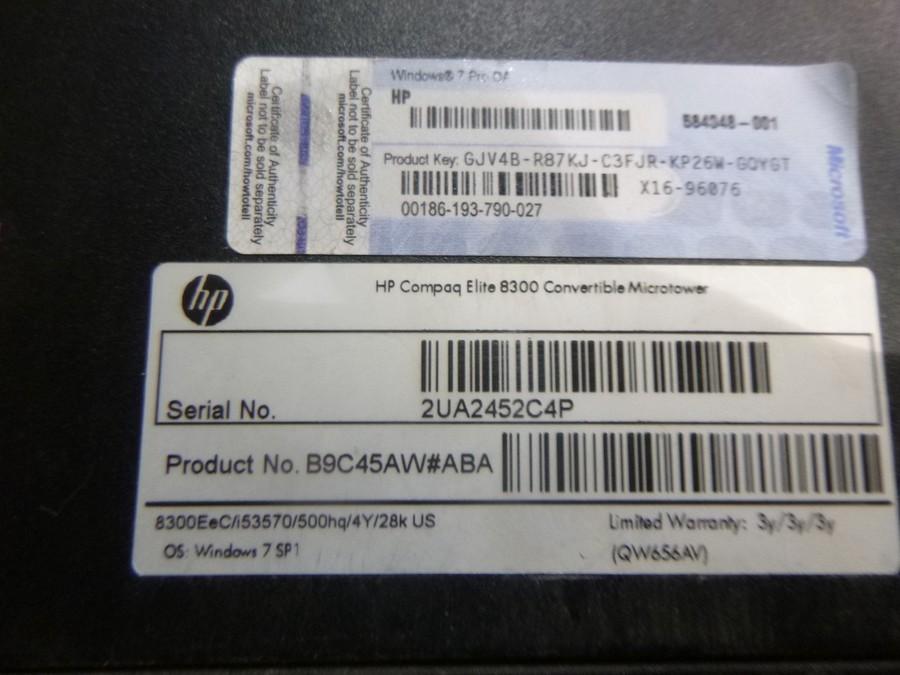 Certificate of Authenticity
Label not to be sold separately
microsoft.com/howtotell
Certificate of Authenticity
Label not to be sold separately
microsoft.com/howtotell
Windows® 7 Pro OA
HP
584348-001
Product Key: GJV4B-R87KJ-C3FJR-KP26W-GQYGT
X16-96076
00186-193-790-027
Microsoft
hp
HP Compaq Elite 8300 Convertible Microtower
Serial No. 2UA2452C4P
Product No. B9C45AW#ABA
8300EeC/i53570/500hq/4Y/28k US
Limited Warranty: 3y/3y/3y
OS: Windows 7 SP1
(QW656AV)